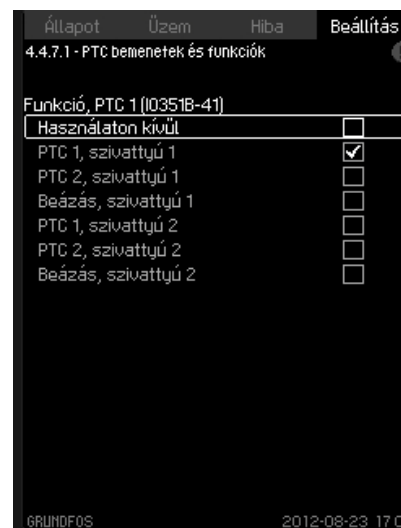 Állapot Üzem Hiba Beállítás
4.4.7.1 - PTC bemenetek és funkciók
Funkció, PTC 1 (IO351B-41)
Használaton kívül
PTC 1, szivattyú 1
PTC 2, szivattyú 1
Beázás, szivattyú 1
PTC 1, szivattyú 2
PTC 2, szivattyú 2
Beázás, szivattyú 2
GRUNDFOS 2012-08-23